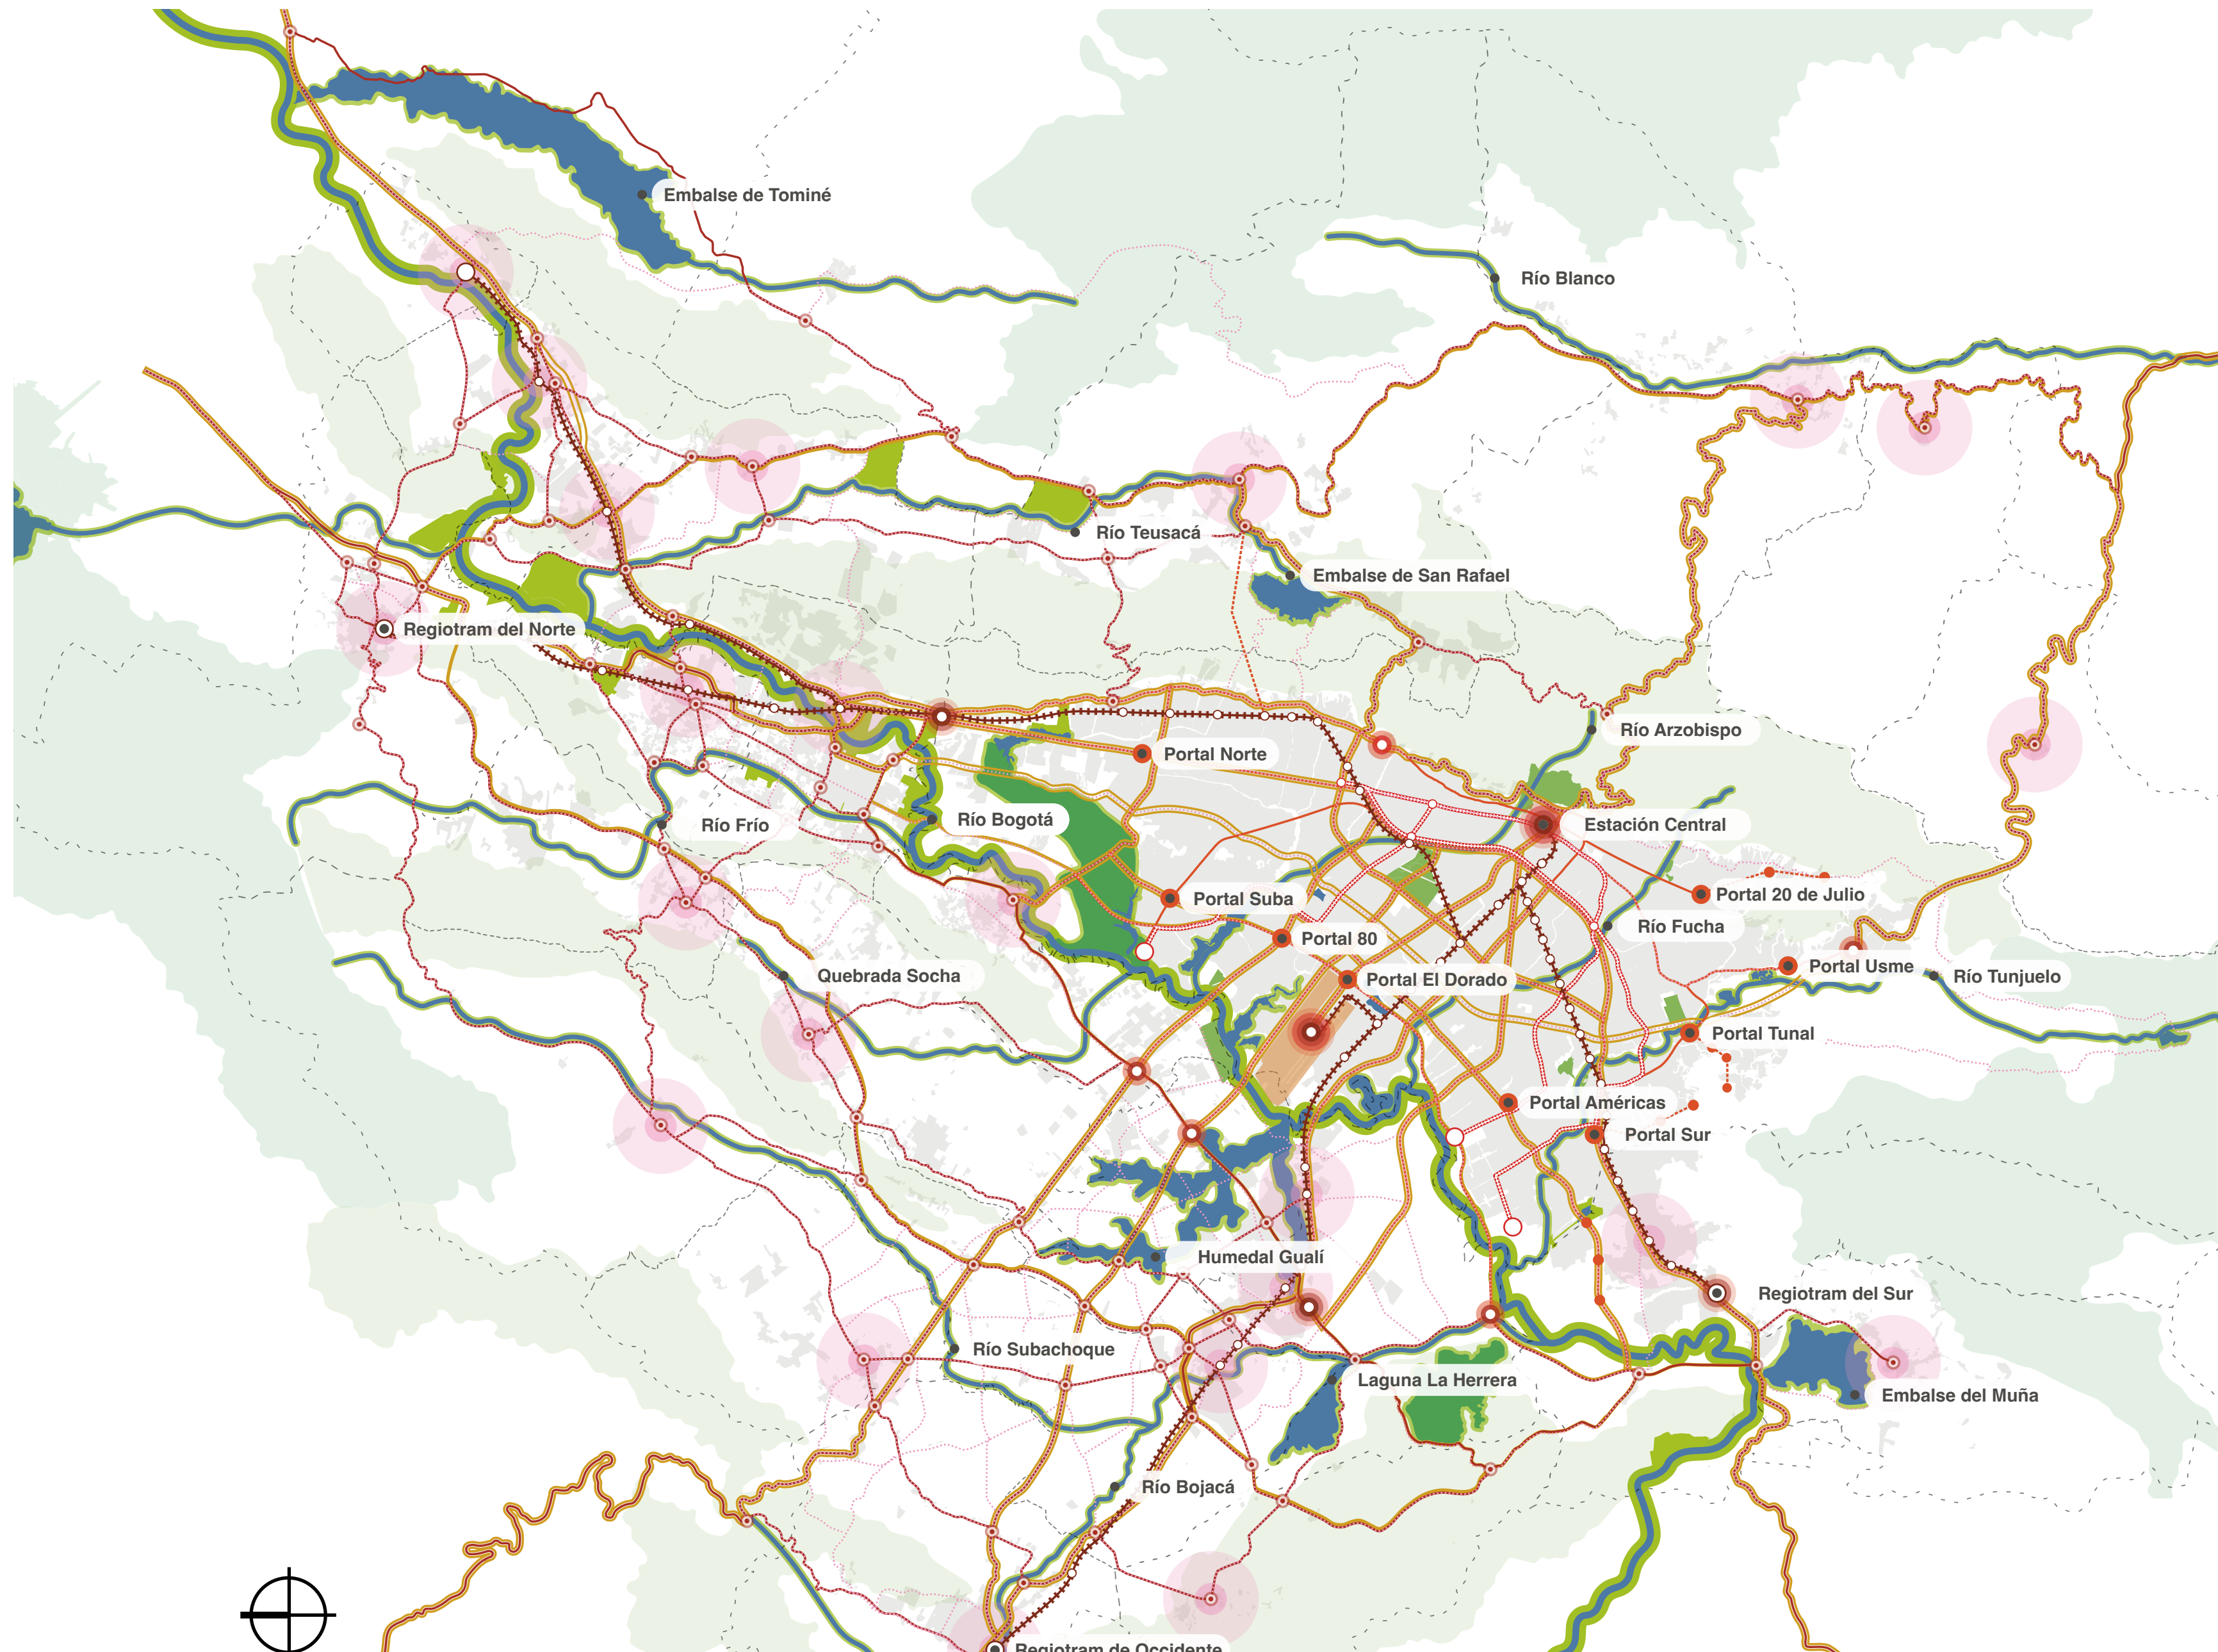 Embalse de Tominé
Río Blanco
Río Teusacá
Embalse de San Rafael
Regiotram del Norte
Río Arzobispo
Portal Norte
Río Frío
Río Bogotá
Estación Central
Portal 20 de Julio
Portal Suba
Río Fucha
Portal 80
Portal Usme
Quebrada Socha
Portal El Dorado
Río Tunjuelo
Portal Tunal
Portal Américas
Portal Sur
Humedal Gualí
Regiotram del Sur
Río Subachoque
Laguna La Herrera
Embalse del Muña
Río Bojacá
Regiotram de Occidente